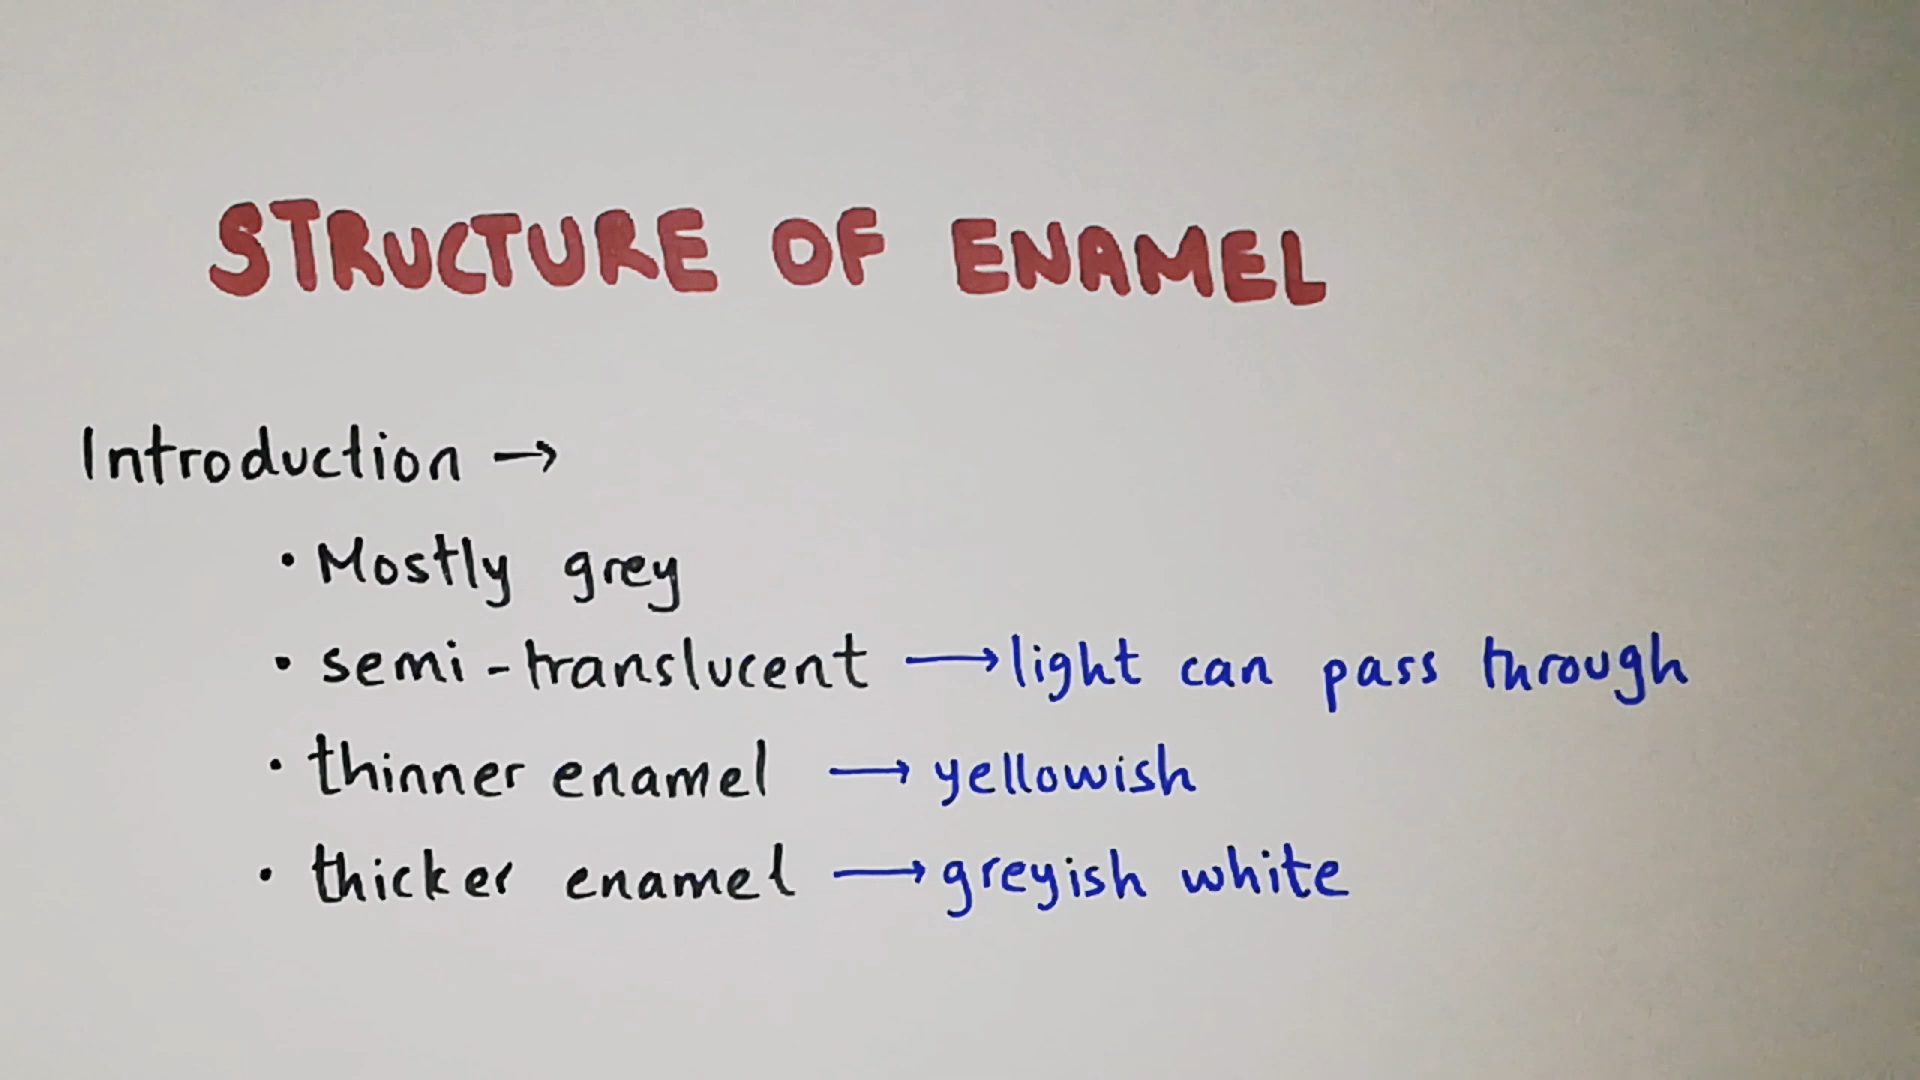 STRUCTURE OF ENAMEL
Introduction →
• Mostly grey
• semi-translucent → light can pass through
• thinner enamel → yellowish
• thicker enamel → greyish white